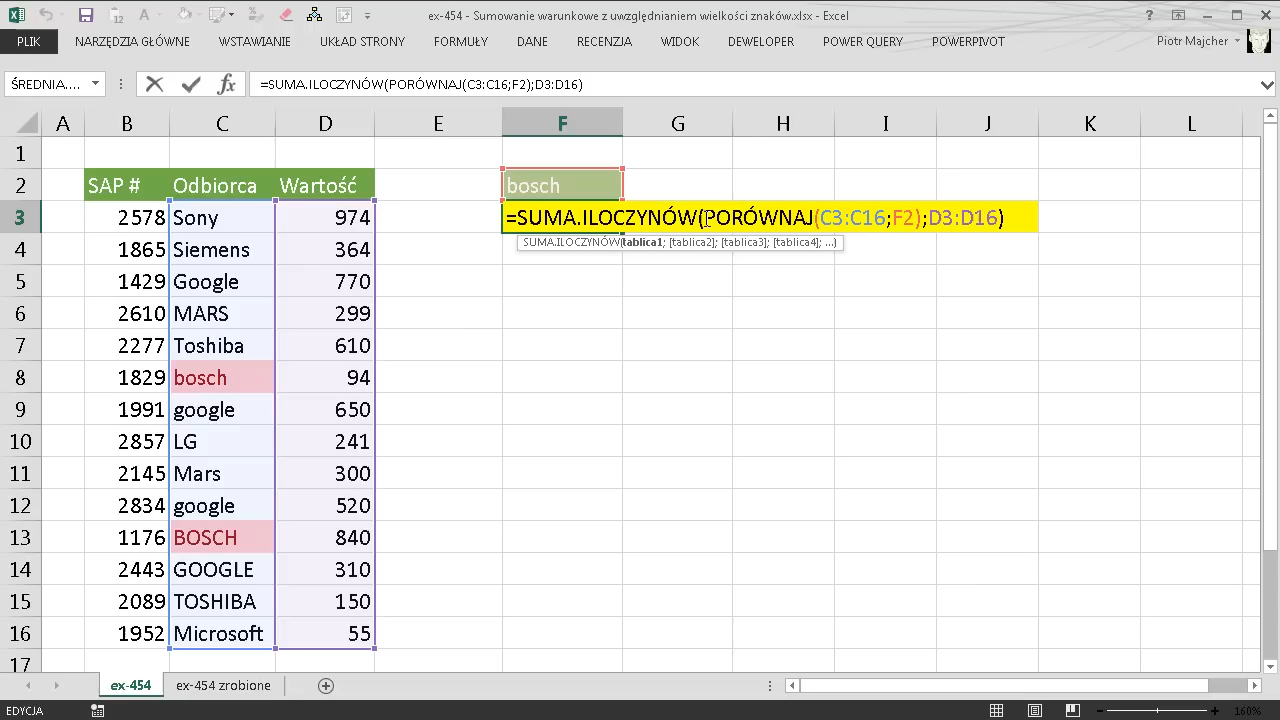 12
ex-454 - Sumowanie warunkowe z uwzględnianiem wielkości znaków.xlsx - Excel
?
PLIK NARZĘDZIA GŁÓWNE WSTAWIANIE UKŁAD STRONY FORMUŁY DANE RECENZJA WIDOK DEWELOPER POWER QUERY POWERPIVOT Piotr Majcher
ŚREDNIA.... fx =SUMA.ILOCZYNÓW(PORÓWNAJ(C3:C16;F2);D3:D16)
A B C D E F G H I J K L
1
2 SAP # Odbiorca Wartość bosch
3 2578 Sony 974 =SUMA.ILOCZYNÓW(PORÓWNAJ(C3:C16;F2);D3:D16)
SUMA.ILOCZYNÓW(tablica1; [tablica2]; [tablica3]; [tablica4]; ...)
4 1865 Siemens 364
5 1429 Google 770
6 2610 MARS 299
7 2277 Toshiba 610
8 1829 bosch 94
9 1991 google 650
10 2857 LG 241
11 2145 Mars 300
12 2834 google 520
13 1176 BOSCH 840
14 2443 GOOGLE 310
15 2089 TOSHIBA 150
16 1952 Microsoft 55
17
ex-454 ex-454 zrobione
EDYCJA 160%